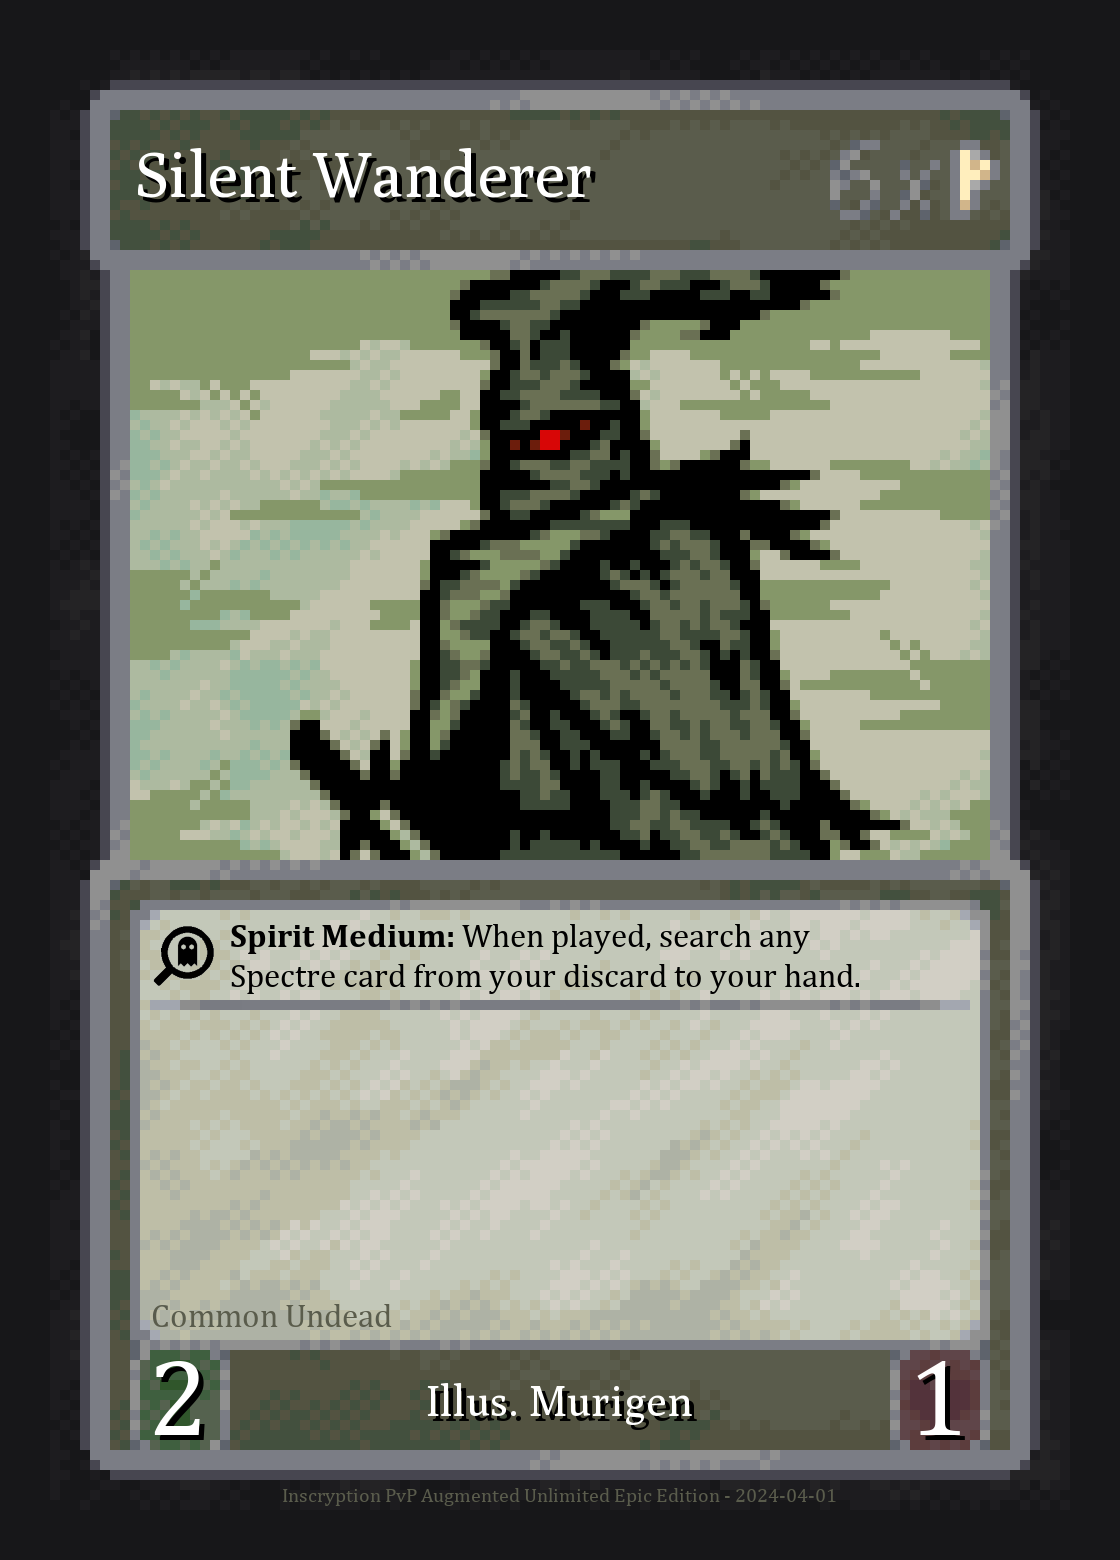 Silent Wanderer 6x
Spirit Medium: When played, search any
Spectre card from your discard to your hand.
Common Undead
2 Illus. Murigen 1
Inscryption PvP Augmented Unlimited Epic Edition - 2024-04-01